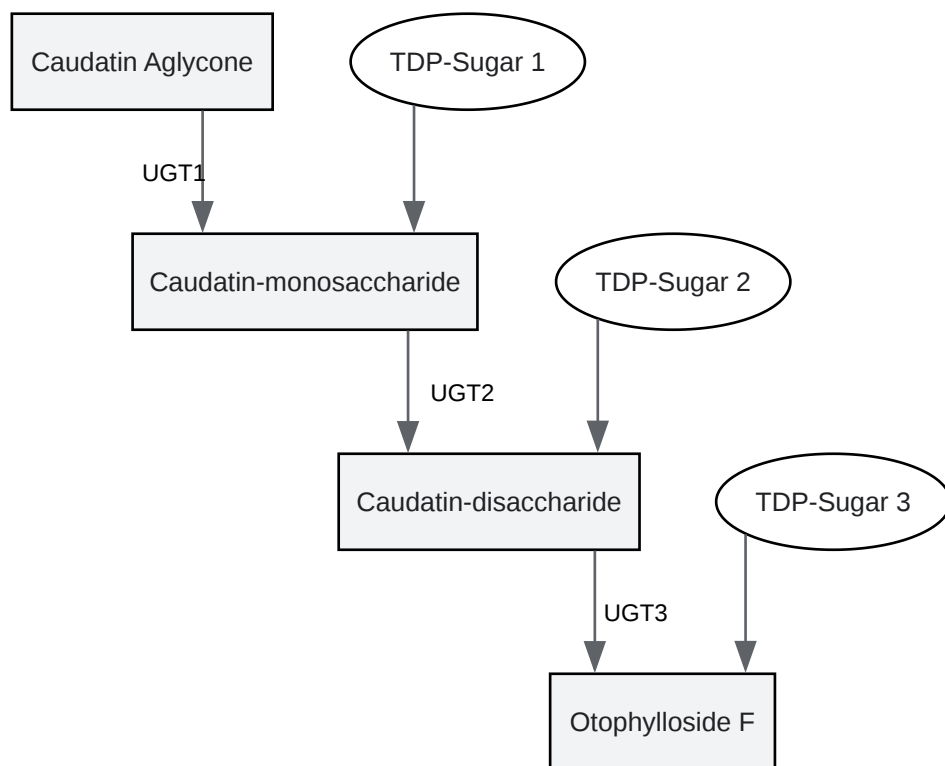 Caudatin Aglycone
TDP-Sugar 1
UGT1
Caudatin-monosaccharide
TDP-Sugar 2
UGT2
Caudatin-disaccharide
TDP-Sugar 3
UGT3
Otophylloside F